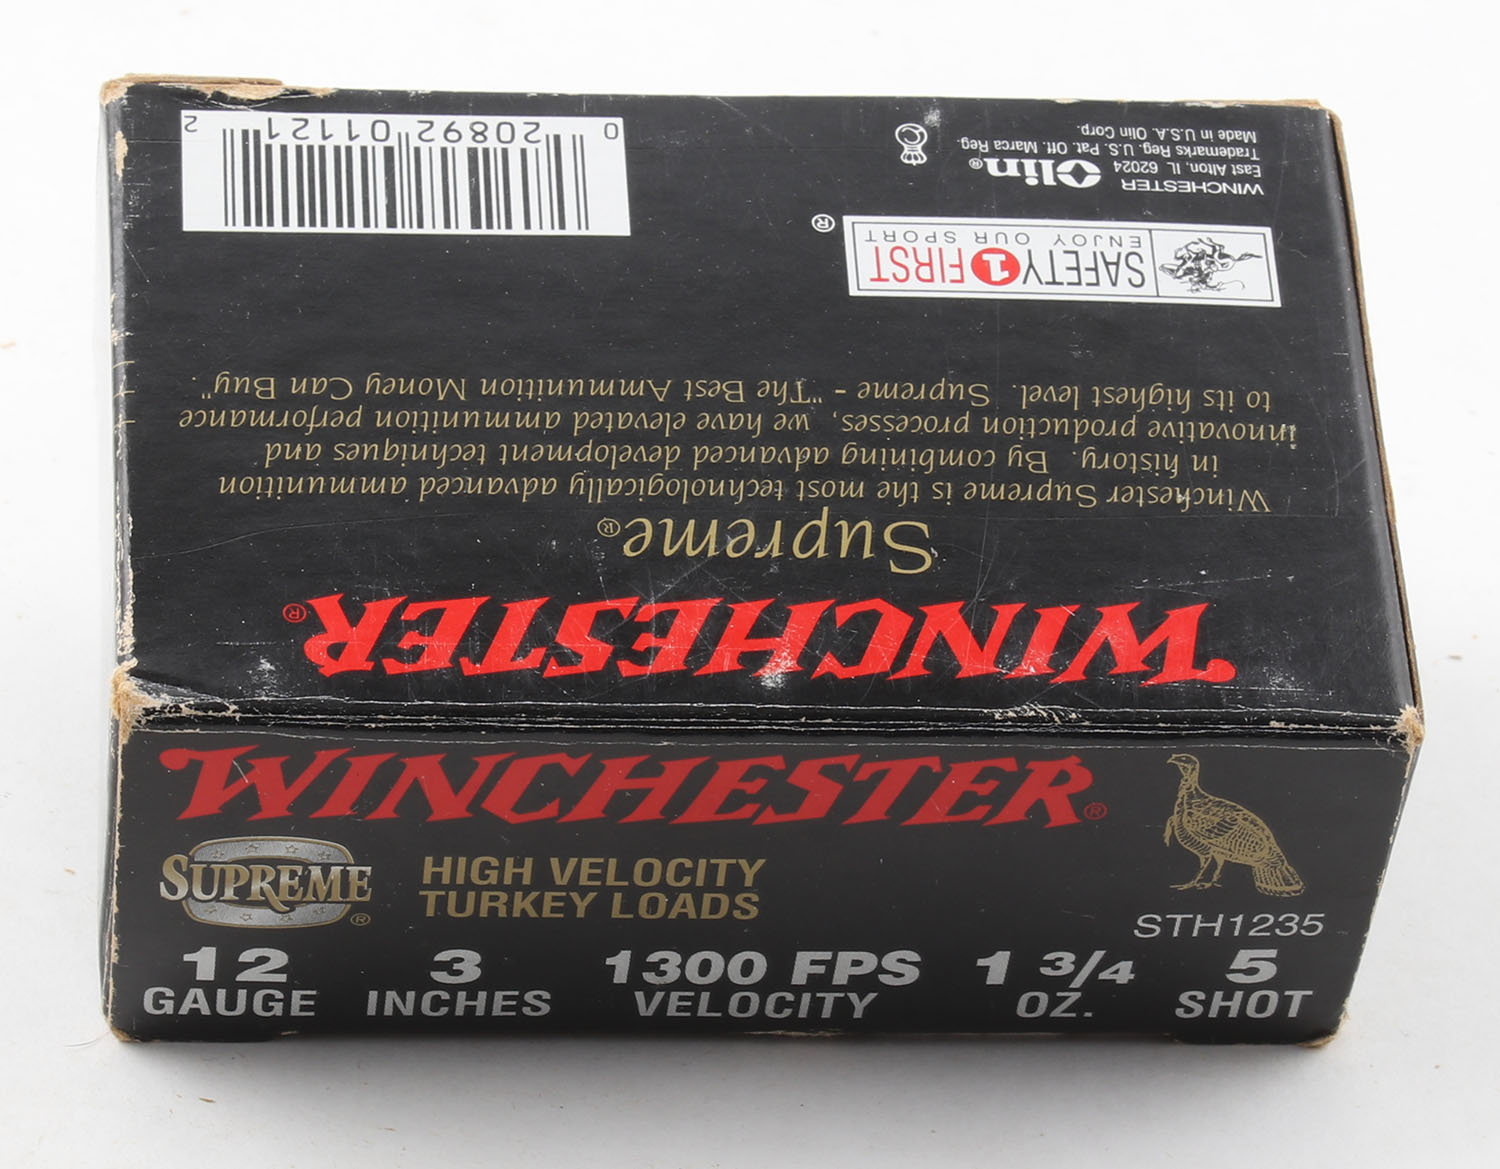 WINCHESTER®
Supreme®
Winchester Supreme is the most technologically advanced ammunition
in history. By combining advanced development techniques and
innovative production processes, we have elevated ammunition performance
to its highest level. Supreme - "The Best Ammunition Money Can Buy".
SAFETY 1 FIRST
ENJOY OUR SPORT
®
WINCHESTER Olin®
East Alton, IL 62024
Trademarks Reg. U.S. Pat. Off. Marca Reg.
Made in U.S.A. Olin Corp.
0 20892 01121 2
WINCHESTER®
SUPREME®
HIGH VELOCITY
TURKEY LOADS
STH1235
12 3 1300 FPS 1 3/4 5
GAUGE INCHES VELOCITY OZ. SHOT